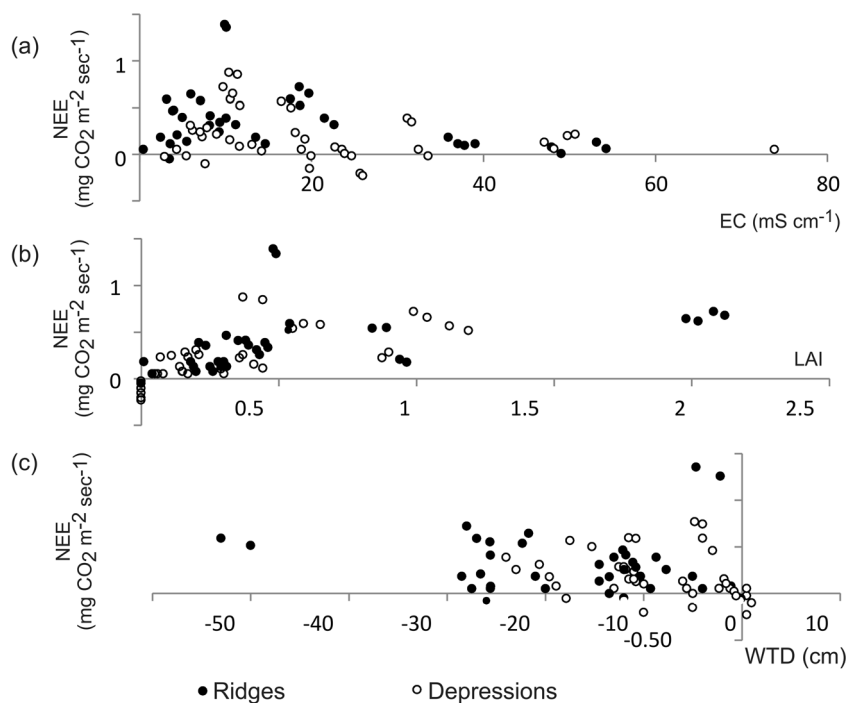 (a)
NEE
(mg CO2 m-2 sec-1)
1
0
20
40
60
80
EC (mS cm-1)
(b)
NEE
(mg CO2 m-2 sec-1)
1
0
LAI
0.5
1
1.5
2
2.5
(c)
NEE
(mg CO2 m-2 sec-1)
-50
-40
-30
-20
-10
0
10
-0.50
WTD (cm)
Ridges
Depressions